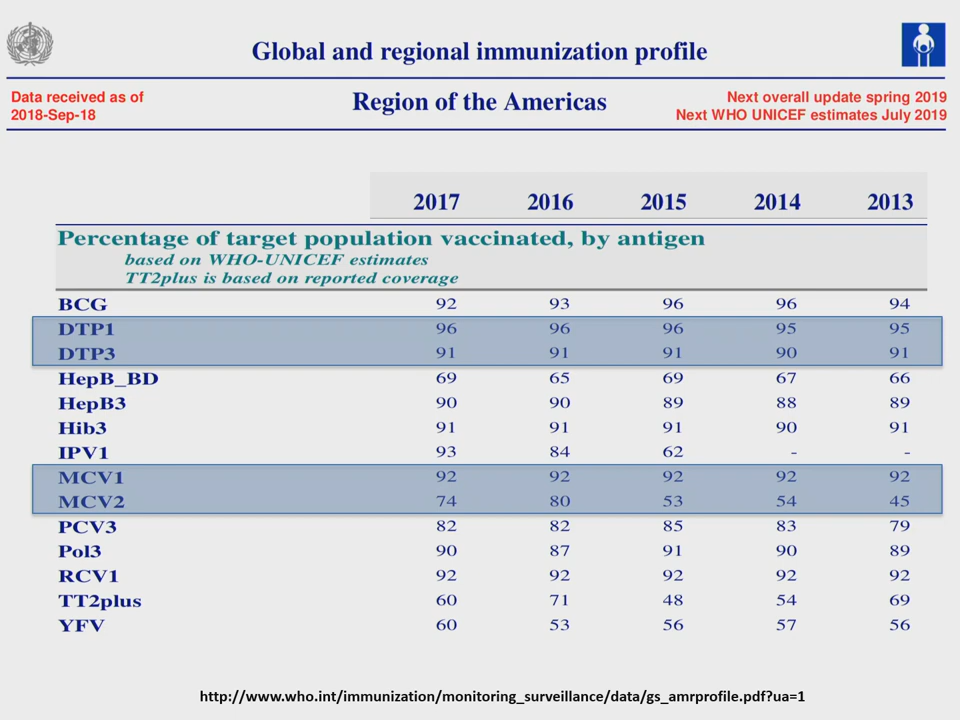 Global and regional immunization profile
Data received as of
2018-Sep-18
Region of the Americas
Next overall update spring 2019
Next WHO UNICEF estimates July 2019
2017 2016 2015 2014 2013
Percentage of target population vaccinated, by antigen
based on WHO-UNICEF estimates
TT2plus is based on reported coverage
BCG 92 93 96 96 94
DTP1 96 96 96 95 95
DTP3 91 91 91 90 91
HepB_BD 69 65 69 67 66
HepB3 90 90 89 88 89
Hib3 91 91 91 90 91
IPV1 93 84 62 - -
MCV1 92 92 92 92 92
MCV2 74 80 53 54 45
PCV3 82 82 85 83 79
Pol3 90 87 91 90 89
RCV1 92 92 92 92 92
TT2plus 60 71 48 54 69
YFV 60 53 56 57 56
http://www.who.int/immunization/monitoring_surveillance/data/gs_amrprofile.pdf?ua=1